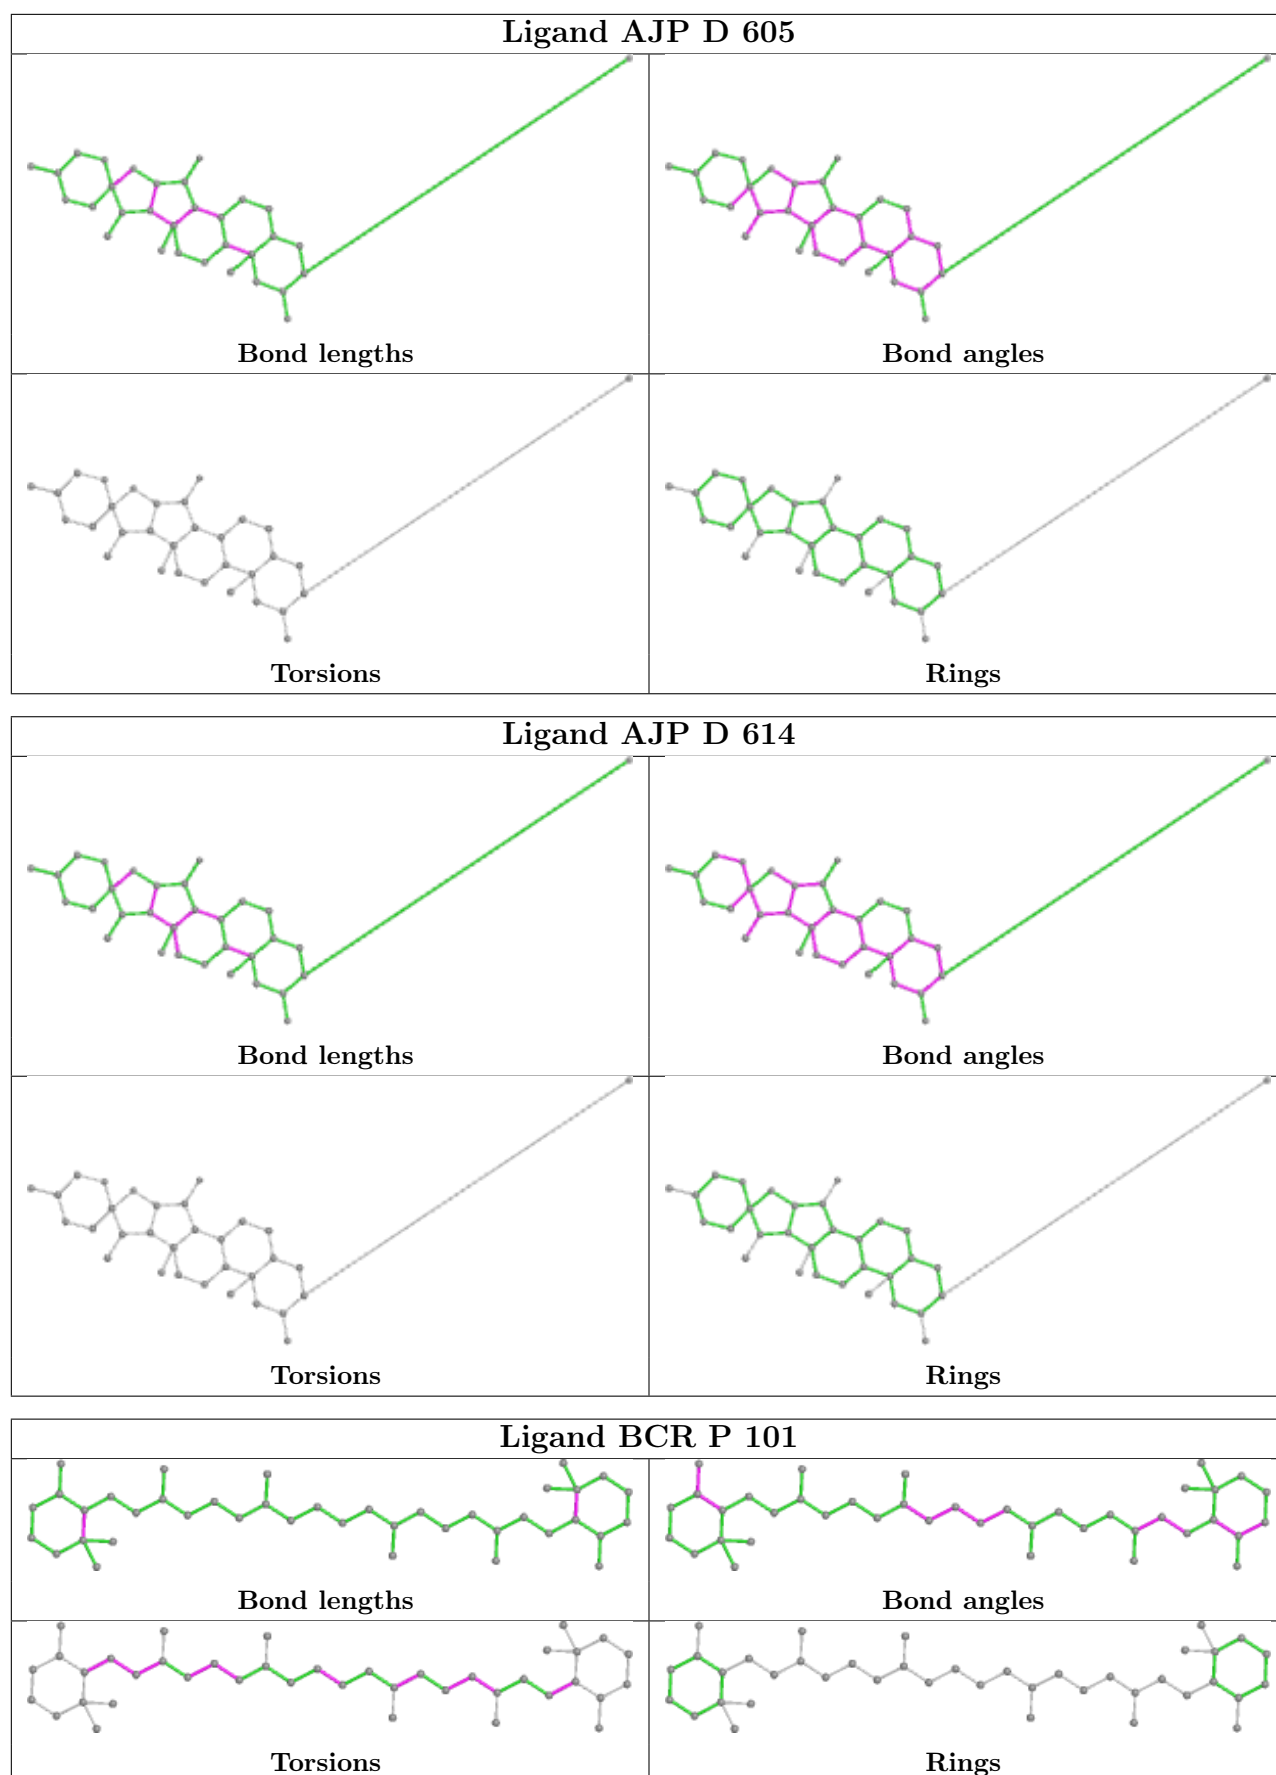 Ligand AJP D 605
Bond lengths
Bond angles
Torsions
Rings
Ligand AJP D 614
Bond lengths
Bond angles
Torsions
Rings
Ligand BCR P 101
Bond lengths
Bond angles
Torsions
Rings